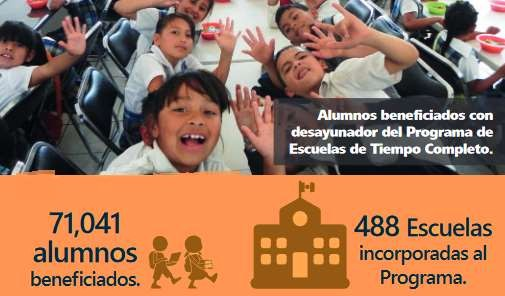 Alumnos beneficiados con
desayunador del Programa de
Escuelas de Tiempo Completo.
71,041
alumnos
beneficiados.
488 Escuelas
incorporadas al
Programa.